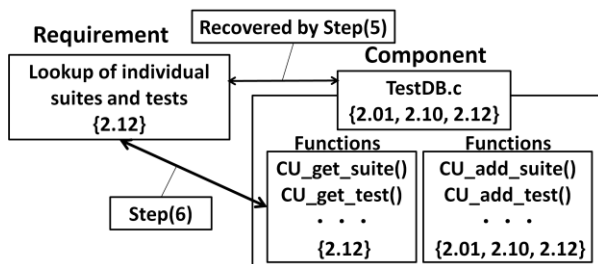 Recovered by Step(5)
Requirement
Component
Lookup of individual
suites and tests
{2.12}
TestDB.c
{2.01, 2.10, 2.12}
Functions
CU_get_suite()
CU_get_test()
. . .
{2.12}
Functions
CU_add_suite()
CU_add_test()
. . .
{2.01, 2.10, 2.12}
Step(6)